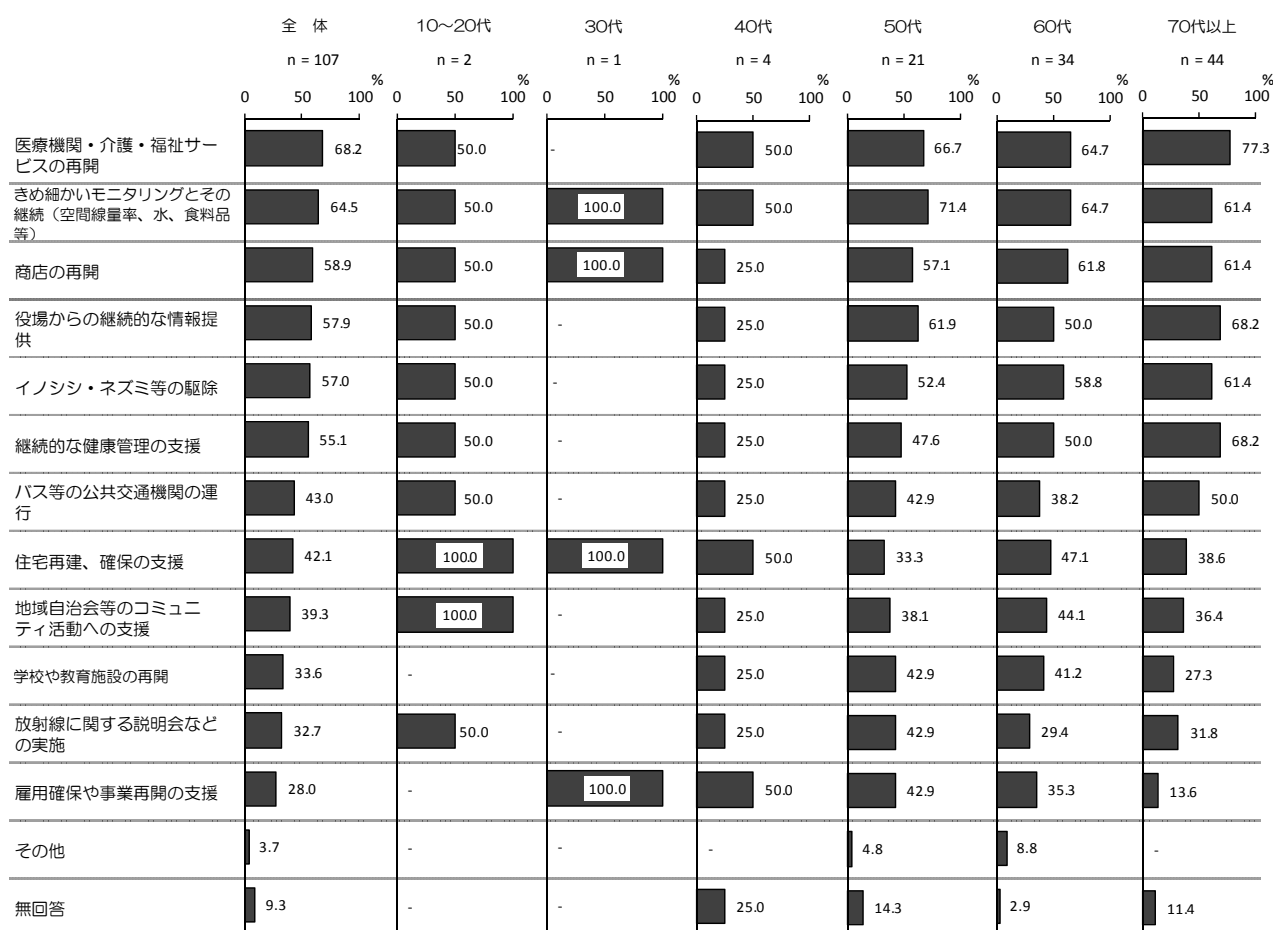 全 体 10～20代 30代 40代 50代 60代 70代以上
n = 107 n = 2 n = 1 n = 4 n = 21 n = 34 n = 44
% % % % % % %
0 50 100 0 50 100 0 50 100 0 50 100 0 50 100 0 50 100 0 50 100
医療機関・介護・福祉サー
ビスの再開
68.2 50.0 - 50.0 66.7 64.7 77.3
きめ細かいモニタリングとその
継続（空間線量率、水、食料品
等）
64.5 50.0 100.0 50.0 71.4 64.7 61.4
商店の再開 58.9 50.0 100.0 25.0 57.1 61.8 61.4
役場からの継続的な情報提
供
57.9 50.0 - 25.0 61.9 50.0 68.2
イノシシ・ネズミ等の駆除 57.0 50.0 - 25.0 52.4 58.8 61.4
継続的な健康管理の支援 55.1 50.0 - 25.0 47.6 50.0 68.2
バス等の公共交通機関の運
行
43.0 50.0 - 25.0 42.9 38.2 50.0
住宅再建、確保の支援 42.1 100.0 100.0 50.0 33.3 47.1 38.6
地域自治会等のコミュニ
ティ活動への支援
39.3 100.0 - 25.0 38.1 44.1 36.4
学校や教育施設の再開 33.6 - - 25.0 42.9 41.2 27.3
放射線に関する説明会など
の実施
32.7 50.0 - 25.0 42.9 29.4 31.8
雇用確保や事業再開の支援 28.0 - 100.0 50.0 42.9 35.3 13.6
その他 3.7 - - - 4.8 8.8 -
無回答 9.3 - - 25.0 14.3 2.9 11.4